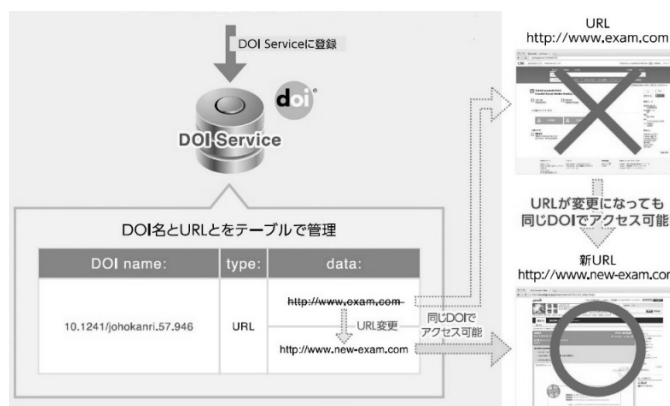 DOI Serviceに登録
doi®
DOI Service
DOI名とURLとをテーブルで管理
DOI name:
type:
data:
10.1241/johokanri.57.946
URL
http://www.exam.com
URL変更
http://www.new-exam.com
同じDOIで
アクセス可能
URL
http://www.exam.com
URLが変更になっても
同じDOIでアクセス可能
新URL
http://www.new-exam.com